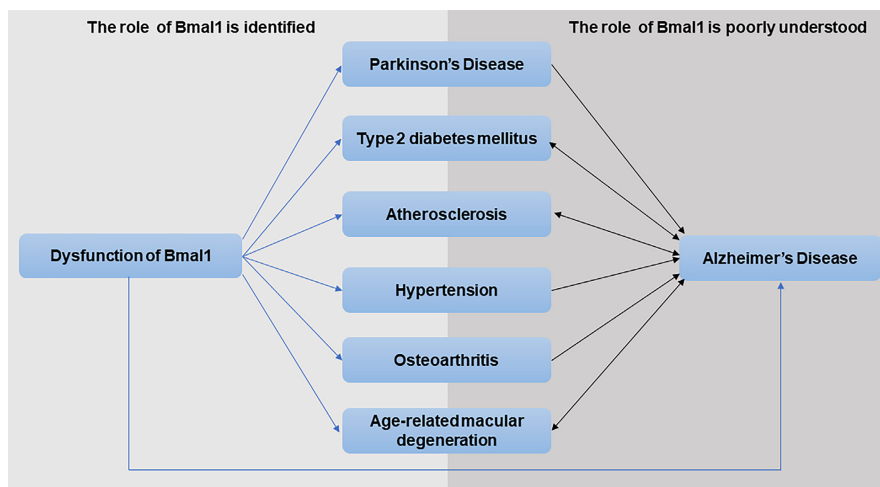 The role of Bmal1 is identified
The role of Bmal1 is poorly understood
Parkinson's Disease
Type 2 diabetes mellitus
Atherosclerosis
Dysfunction of Bmal1
Alzheimer's Disease
Hypertension
Osteoarthritis
Age-related macular
degeneration